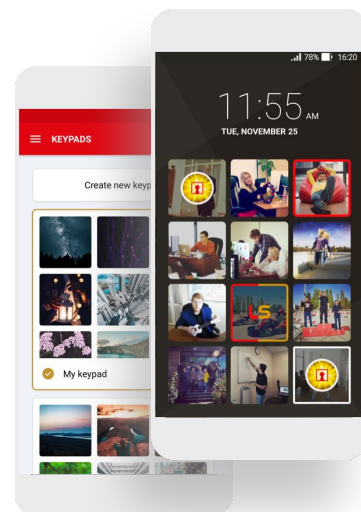 78% 16:20
11:55 AM
TUE, NOVEMBER 25
LS
KEYPADS
Create new keyp
My keypad